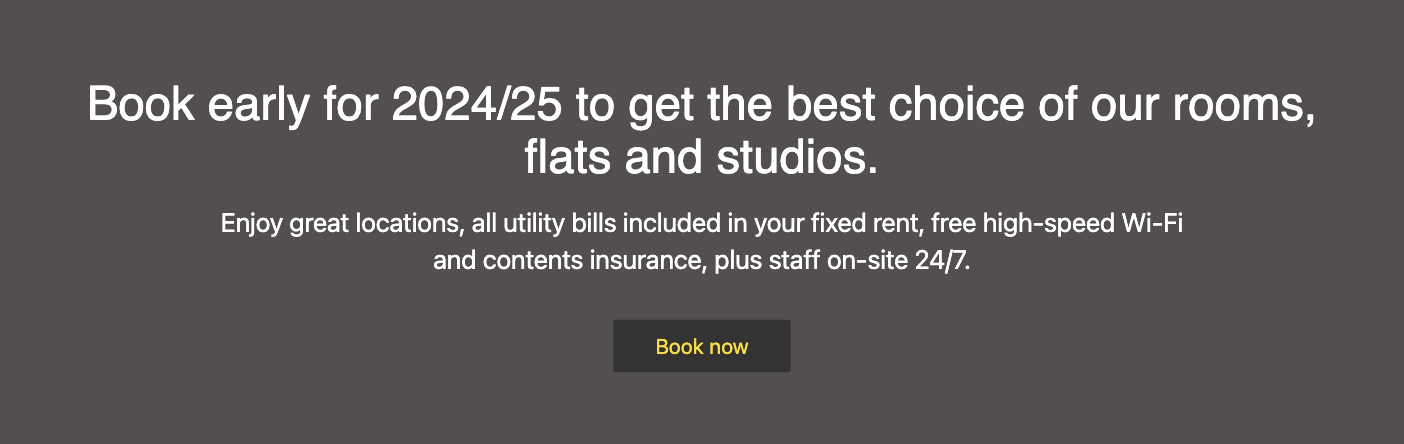 Book early for 2024/25 to get the best choice of our rooms,
flats and studios.
Enjoy great locations, all utility bills included in your fixed rent, free high-speed Wi-Fi
and contents insurance, plus staff on-site 24/7.
Book now